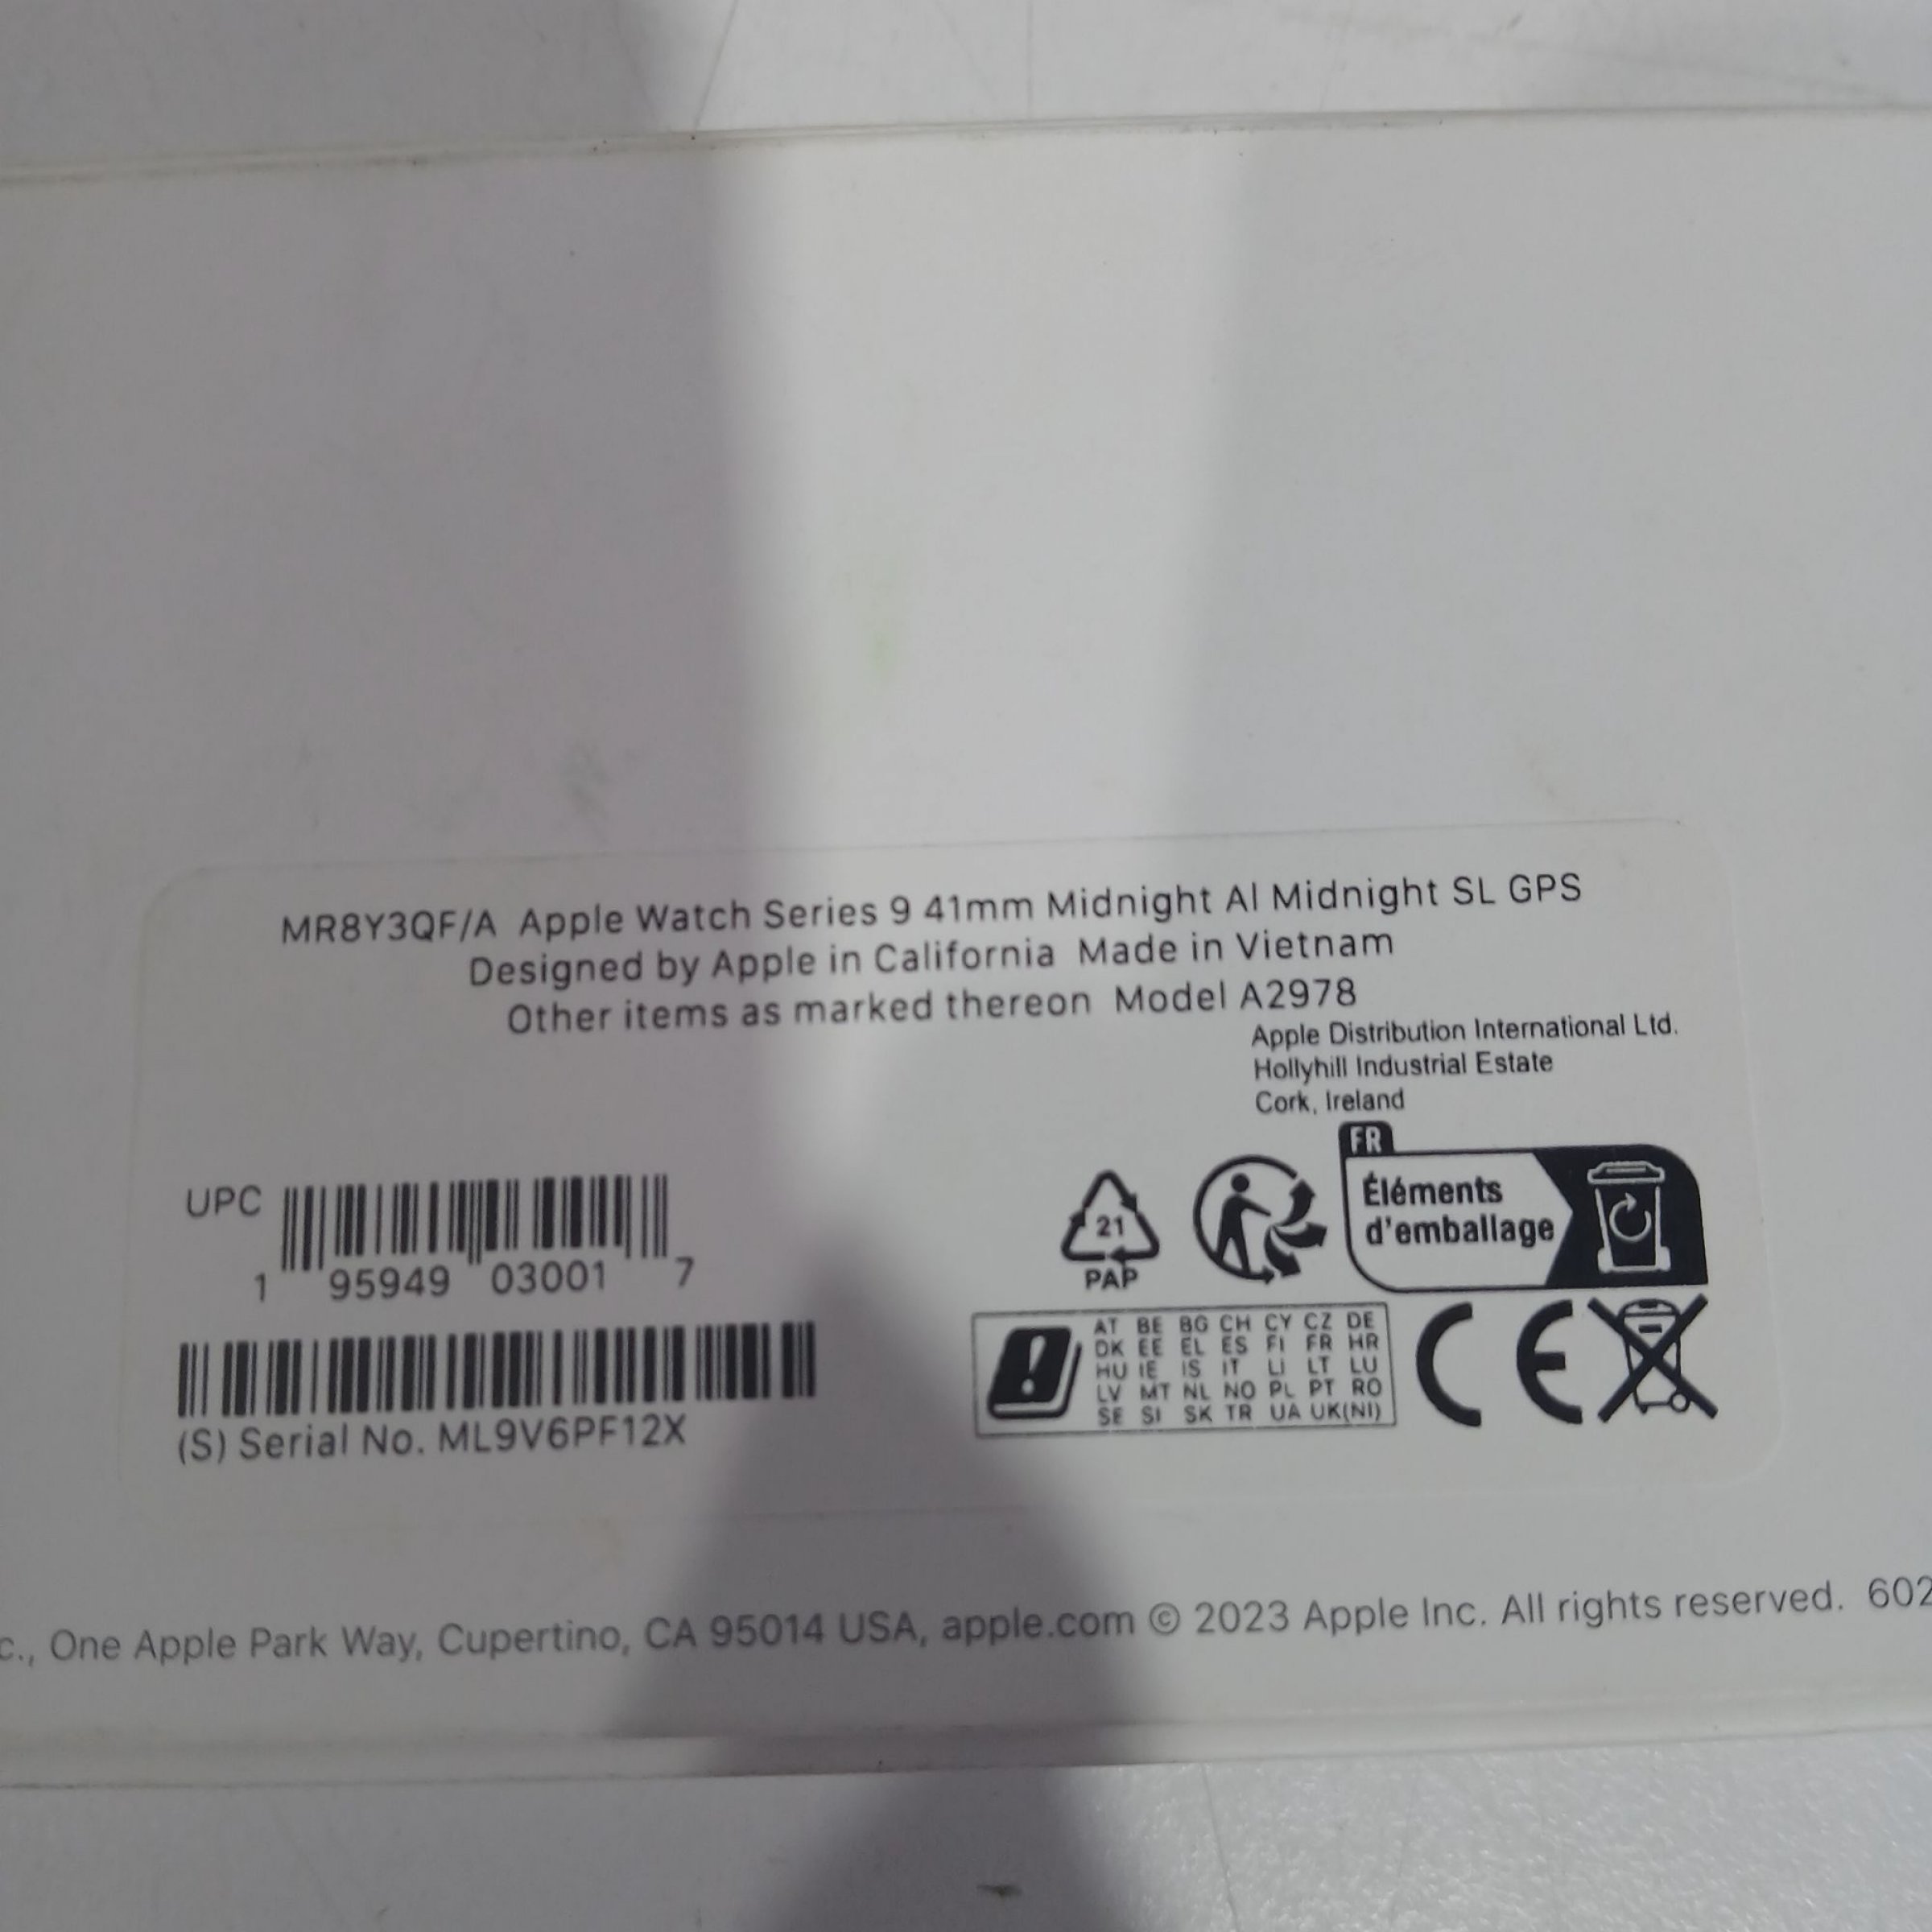 MR8Y3QF/A Apple Watch Series 9 41mm Midnight Al Midnight SL GPS
Designed by Apple in California Made in Vietnam
Other items as marked thereon Model A2978
Apple Distribution International Ltd.
Hollyhill Industrial Estate
Cork, Ireland
FR
Éléments
d'emballage
21
PAP
UPC
1 95949 03001 7
AT BE BG CH CY CZ DE
DK EE EL ES FI FR HR
HU IE IS IT LI LT LU
LV MT NL NO PL PT RO
SE SI SK TR UA UK(NI)
CE
(S) Serial No. ML9V6PF12X
c., One Apple Park Way, Cupertino, CA 95014 USA, apple.com © 2023 Apple Inc. All rights reserved. 602